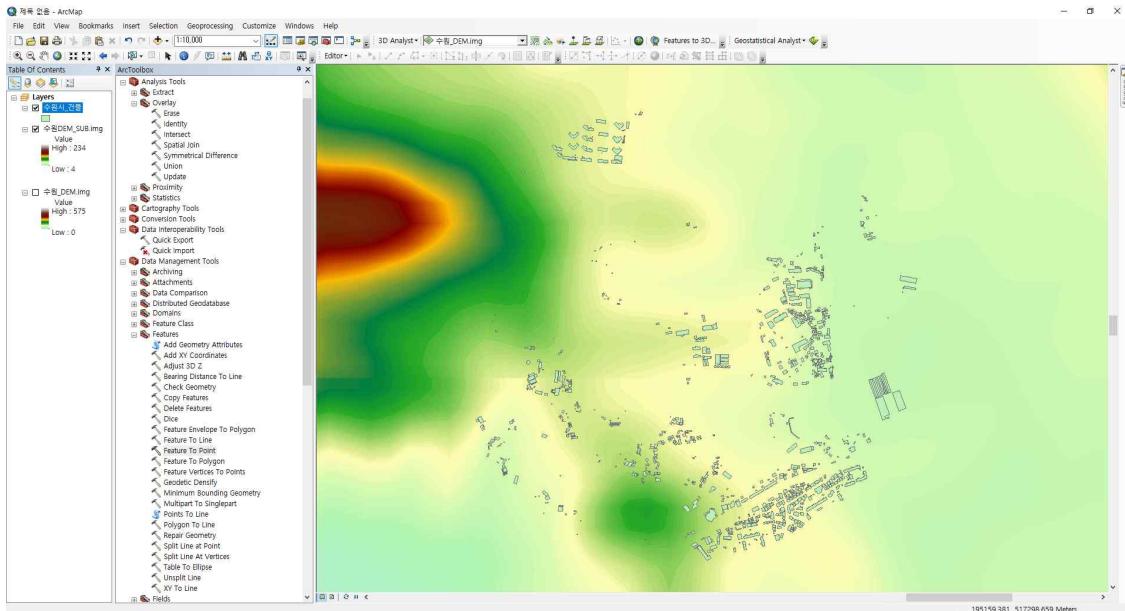 제목 없음 - ArcMap
File Edit View Bookmarks Insert Selection Geoprocessing Customize Windows Help
1:10,000
3D Analyst
수원_DEM.img
Features to 3D...
Geostatistical Analyst
Editor
Table Of Contents
Layers
수원시_건물
수원DEM_SUB.img
Value
High : 234
Low : 4
수원_DEM.img
Value
High : 575
Low : 0
ArcToolbox
Analysis Tools
Extract
Overlay
Erase
Identity
Intersect
Spatial Join
Symmetrical Difference
Union
Update
Proximity
Statistics
Cartography Tools
Conversion Tools
Data Interoperability Tools
Quick Export
Quick Import
Data Management Tools
Archiving
Attachments
Data Comparison
Distributed Geodatabase
Domains
Feature Class
Features
Add Geometry Attributes
Add XY Coordinates
Adjust 3D Z
Bearing Distance To Line
Check Geometry
Copy Features
Delete Features
Dice
Feature Envelope To Polygon
Feature To Line
Feature To Point
Feature To Polygon
Feature Vertices To Points
Geodetic Densify
Minimum Bounding Geometry
Multipart To Singlepart
Points To Line
Polygon To Line
Repair Geometry
Split Line at Point
Split Line At Vertices
Table To Ellipse
Unsplit Line
XY To Line
Fields
195159.381 517298.659 Meters